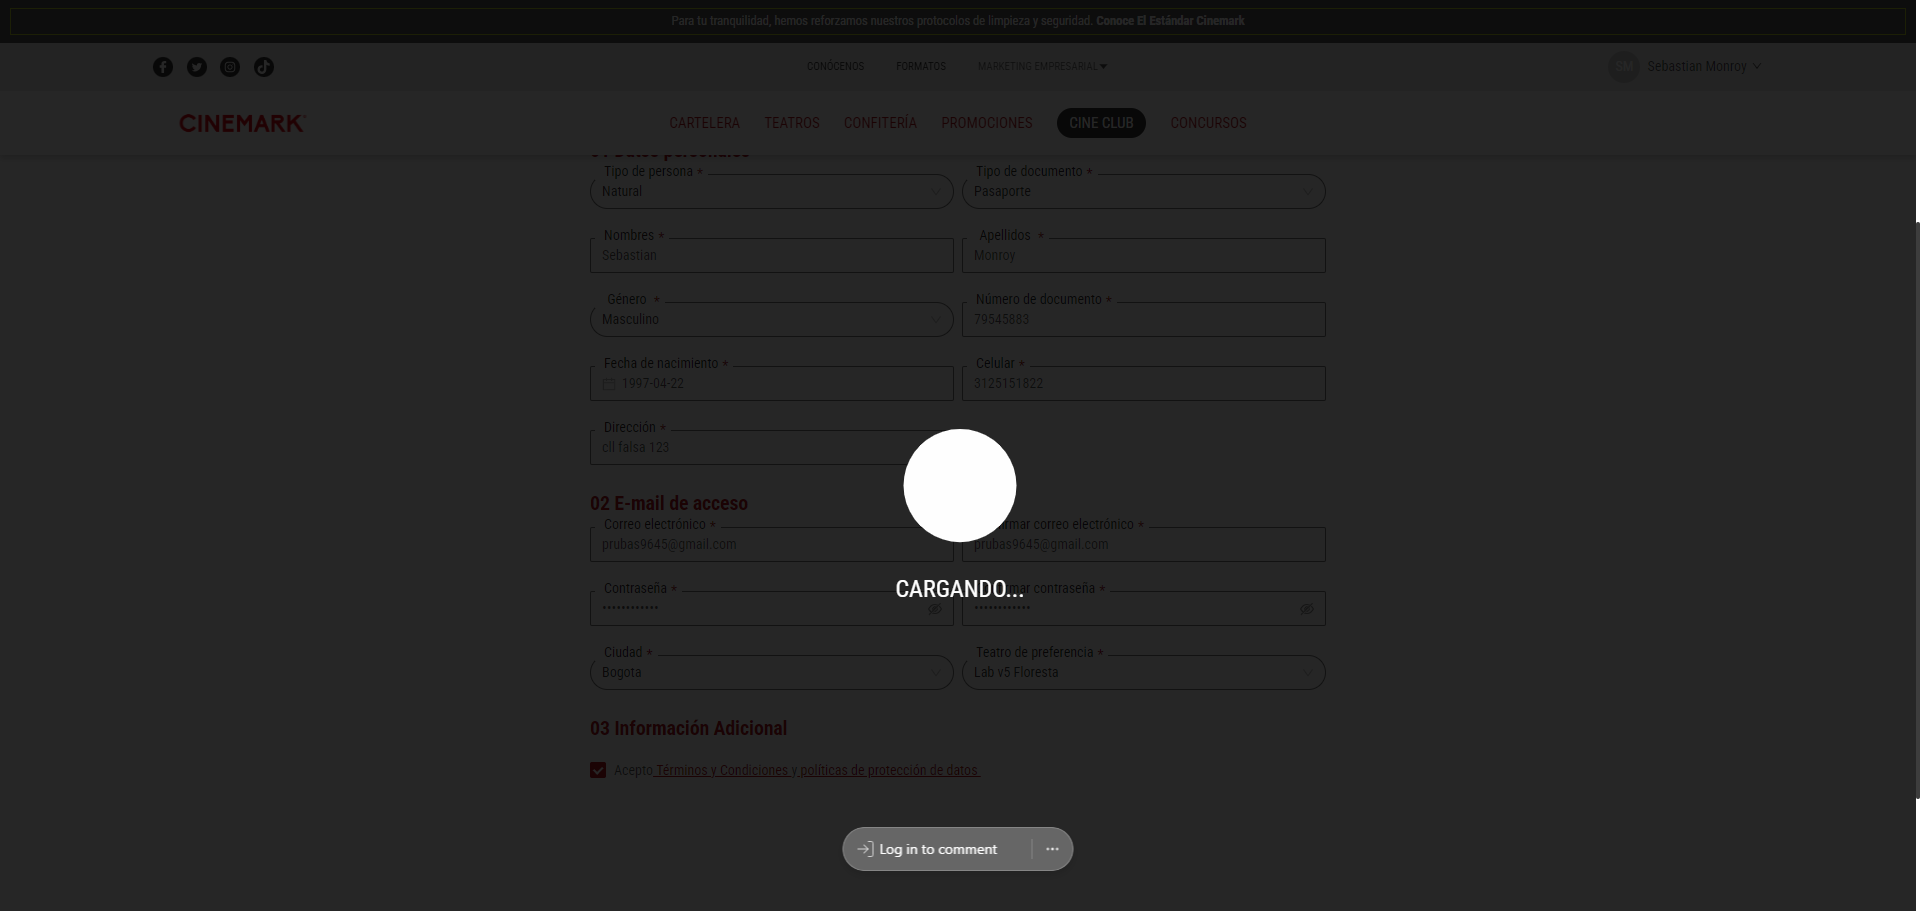 Para tu tranquilidad, hemos reforzamos nuestros protocolos de limpieza y seguridad. Conoce El Estándar Cinemark
CONÓCENOS FORMATOS MARKETING EMPRESARIAL
SM Sebastian Monroy
CINEMARK
CARTELERA TEATROS CONFITERÍA PROMOCIONES CINE CLUB CONCURSOS
Tipo de persona * Tipo de documento *
Natural Pasaporte
Nombres * Apellidos *
Sebastian Monroy
Género * Número de documento *
Masculino 79545883
Fecha de nacimiento * Celular *
1997-04-22 3125151822
Dirección *
cll falsa 123
02 E-mail de acceso
Correo electrónico * mar correo electrónico *
prubas9645@gmail.com prubas9645@gmail.com
CARGANDO...
Contraseña * mar contraseña *
Ciudad * Teatro de preferencia *
Bogota Lab v5 Floresta
03 Información Adicional
Acepto Términos y Condiciones y políticas de protección de datos
Log in to comment